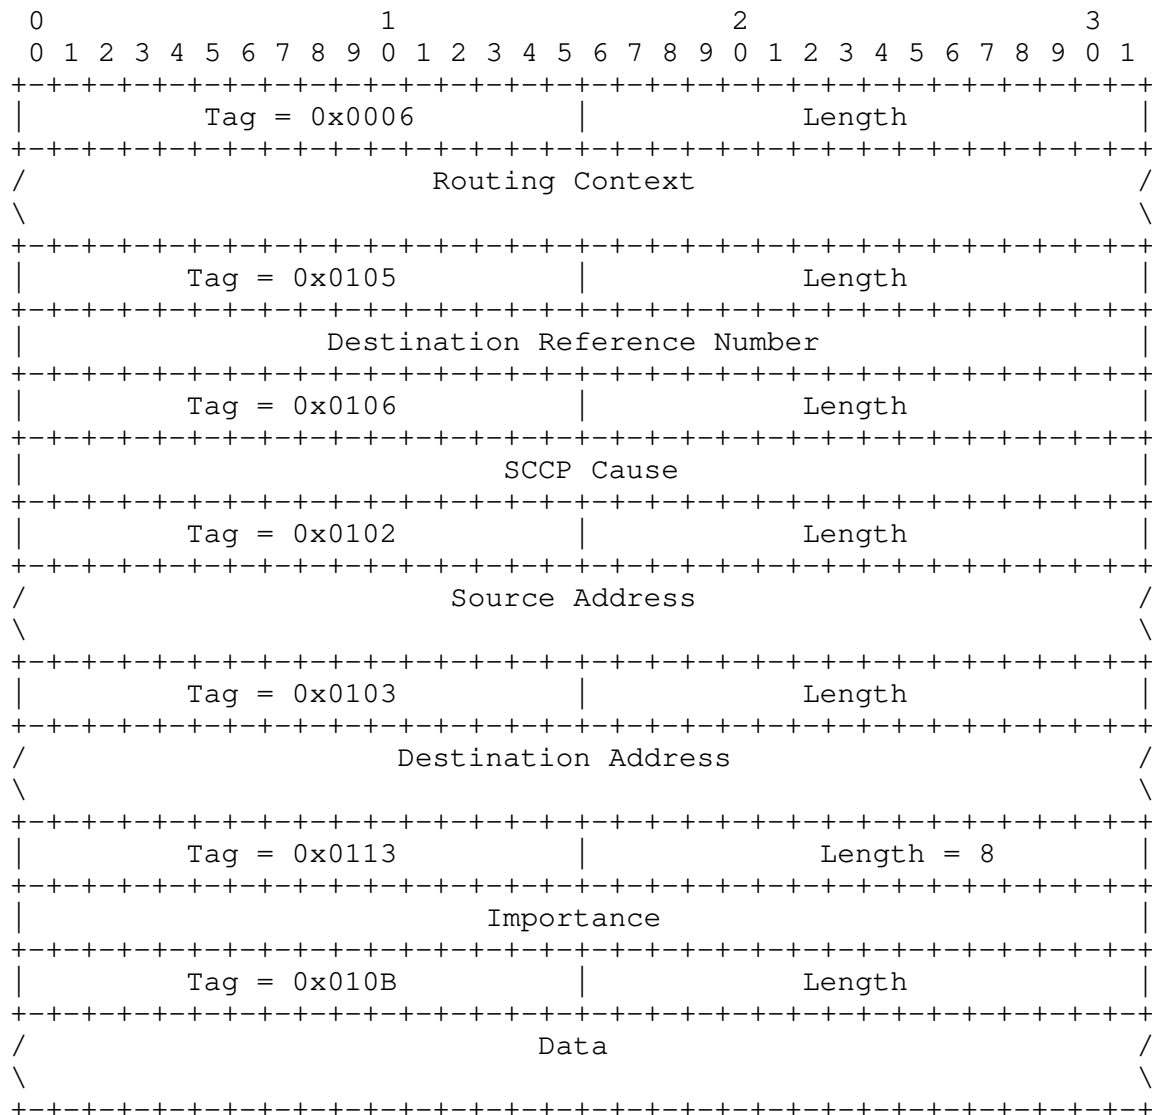 0                   1                   2                   3
 0 1 2 3 4 5 6 7 8 9 0 1 2 3 4 5 6 7 8 9 0 1 2 3 4 5 6 7 8 9 0 1
+-+-+-+-+-+-+-+-+-+-+-+-+-+-+-+-+-+-+-+-+-+-+-+-+-+-+-+-+-+-+-+-+
|          Tag = 0x0006         |            Length             |
+-+-+-+-+-+-+-+-+-+-+-+-+-+-+-+-+-+-+-+-+-+-+-+-+-+-+-+-+-+-+-+-+
/                       Routing Context                         /
\                                                               \
+-+-+-+-+-+-+-+-+-+-+-+-+-+-+-+-+-+-+-+-+-+-+-+-+-+-+-+-+-+-+-+-+
|         Tag = 0x0105          |            Length             |
+-+-+-+-+-+-+-+-+-+-+-+-+-+-+-+-+-+-+-+-+-+-+-+-+-+-+-+-+-+-+-+-+
|                 Destination Reference Number                  |
+-+-+-+-+-+-+-+-+-+-+-+-+-+-+-+-+-+-+-+-+-+-+-+-+-+-+-+-+-+-+-+-+
|         Tag = 0x0106          |            Length             |
+-+-+-+-+-+-+-+-+-+-+-+-+-+-+-+-+-+-+-+-+-+-+-+-+-+-+-+-+-+-+-+-+
|                           SCCP Cause                          |
+-+-+-+-+-+-+-+-+-+-+-+-+-+-+-+-+-+-+-+-+-+-+-+-+-+-+-+-+-+-+-+-+
|         Tag = 0x0102          |            Length             |
+-+-+-+-+-+-+-+-+-+-+-+-+-+-+-+-+-+-+-+-+-+-+-+-+-+-+-+-+-+-+-+-+
/                        Source Address                         /
\                                                               \
+-+-+-+-+-+-+-+-+-+-+-+-+-+-+-+-+-+-+-+-+-+-+-+-+-+-+-+-+-+-+-+-+
|         Tag = 0x0103          |            Length             |
+-+-+-+-+-+-+-+-+-+-+-+-+-+-+-+-+-+-+-+-+-+-+-+-+-+-+-+-+-+-+-+-+
/                     Destination Address                       /
\                                                               \
+-+-+-+-+-+-+-+-+-+-+-+-+-+-+-+-+-+-+-+-+-+-+-+-+-+-+-+-+-+-+-+-+
|         Tag = 0x0113          |             Length = 8        |
+-+-+-+-+-+-+-+-+-+-+-+-+-+-+-+-+-+-+-+-+-+-+-+-+-+-+-+-+-+-+-+-+
|                          Importance                           |
+-+-+-+-+-+-+-+-+-+-+-+-+-+-+-+-+-+-+-+-+-+-+-+-+-+-+-+-+-+-+-+-+
|         Tag = 0x010B          |            Length             |
+-+-+-+-+-+-+-+-+-+-+-+-+-+-+-+-+-+-+-+-+-+-+-+-+-+-+-+-+-+-+-+-+
/                             Data                              /
\                                                               \
+-+-+-+-+-+-+-+-+-+-+-+-+-+-+-+-+-+-+-+-+-+-+-+-+-+-+-+-+-+-+-+-+